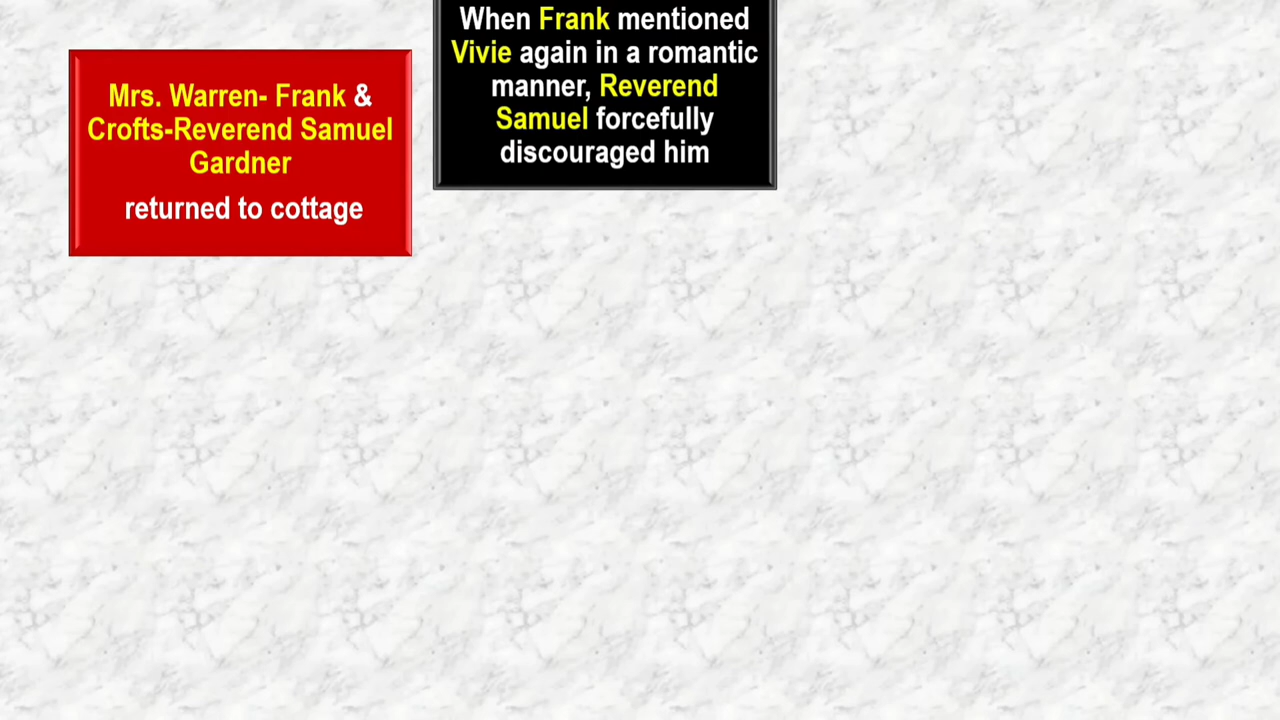 Mrs. Warren- Frank &
Crofts-Reverend Samuel
Gardner
returned to cottage
When Frank mentioned
Vivie again in a romantic
manner, Reverend
Samuel forcefully
discouraged him